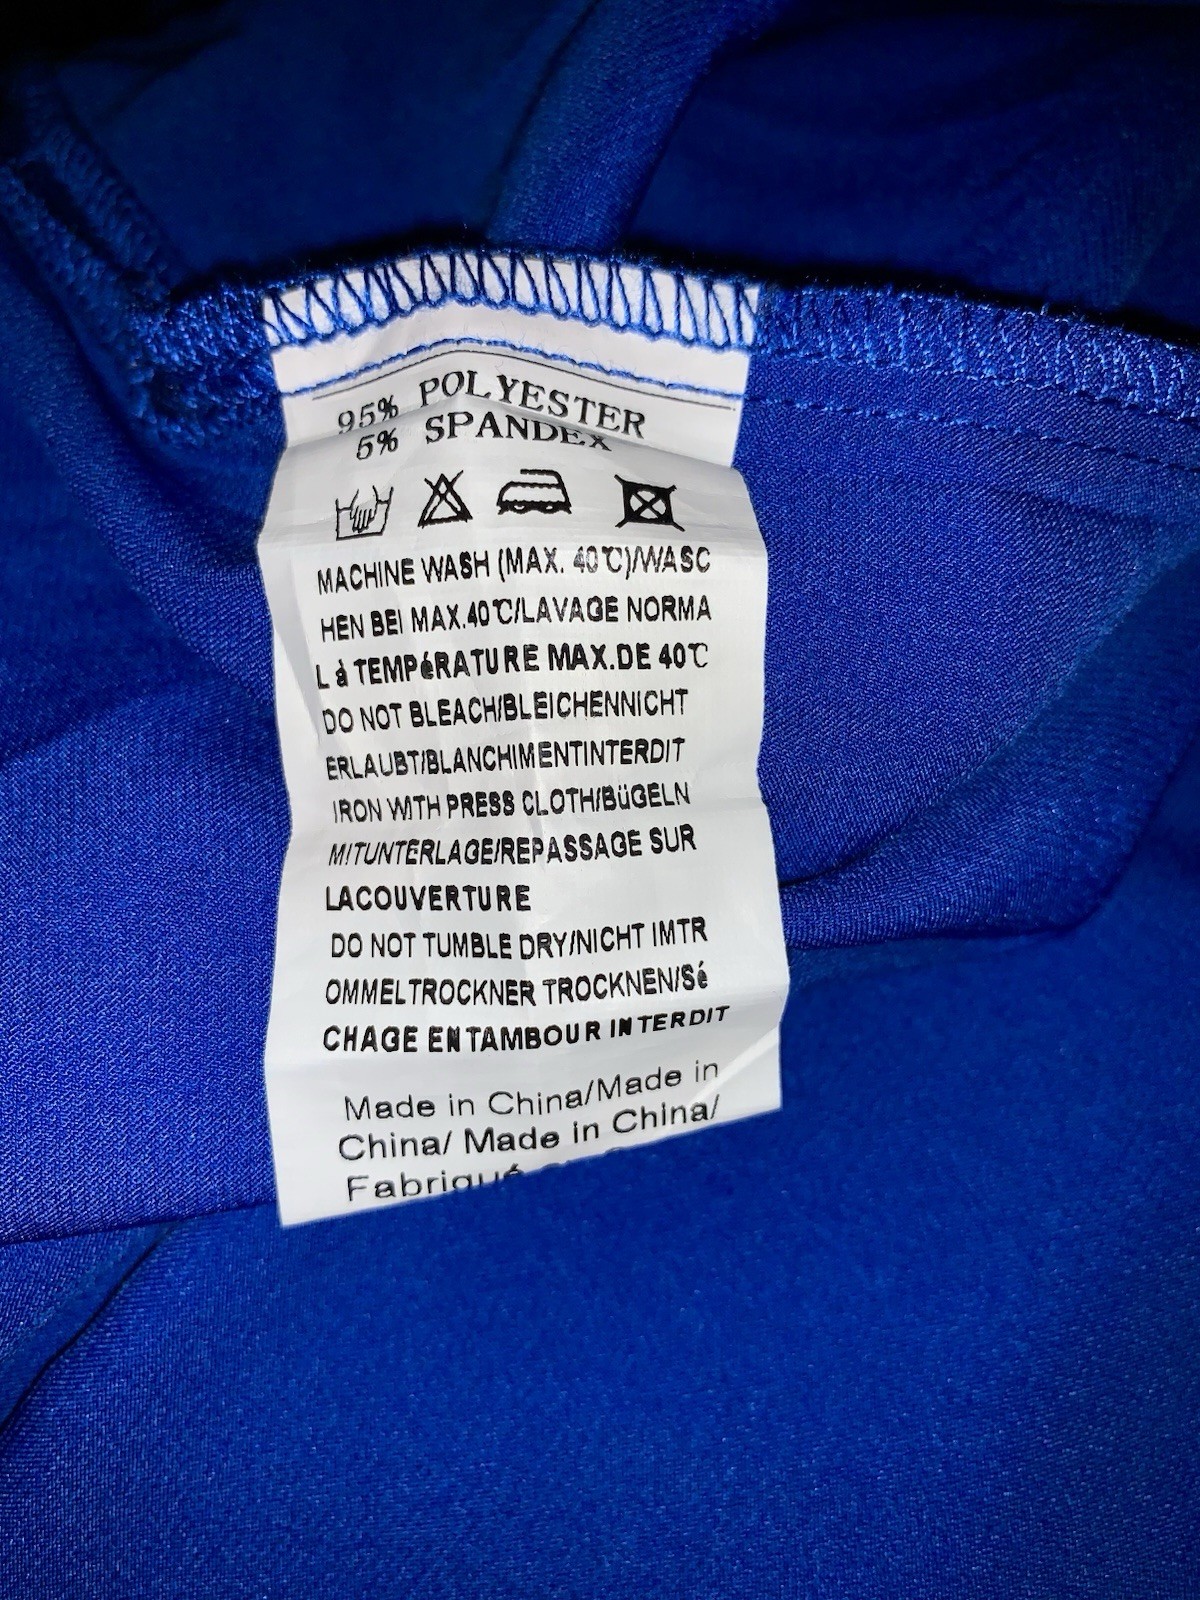 95% POLYESTER
5% SPANDEX
MACHINE WASH (MAX. 40℃)/WASC
HEN BEI MAX.40℃/LAVAGE NORMA
L à TEMPéRATURE MAX.DE 40℃
DO NOT BLEACH/BLEICHENNICHT
ERLAUBT/BLANCHIMENTINTERDIT
IRON WITH PRESS CLOTH/BüGELN
MITUNTERLAGE/REPASSAGE SUR
LACOUVERTURE
DO NOT TUMBLE DRY/NICHT IMTR
OMMELTROCKNER TROCKNEN/Sé
CHAGE ENTAMBOUR INTERDIT
Made in China/Made in
China/ Made in China/
Fabriqué